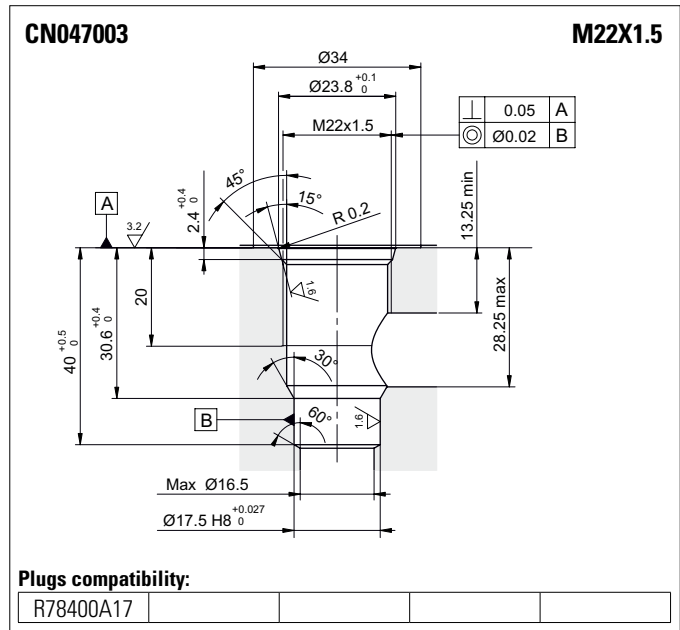 CN047003
M22X1.5
Ø34
Ø23.8 +0.1 0
M22x1.5
⊥ 0.05 A
◎ Ø0.02 B
45°
15°
R 0.2
2.4 +0.4 0
A
3.2
1.6
13.25 min
28.25 max
20
30.6 +0.4 0
40 +0.5 0
30°
B
60°
1.6
Max Ø16.5
Ø17.5 H8 +0.027 0
Plugs compatibility:
R78400A17